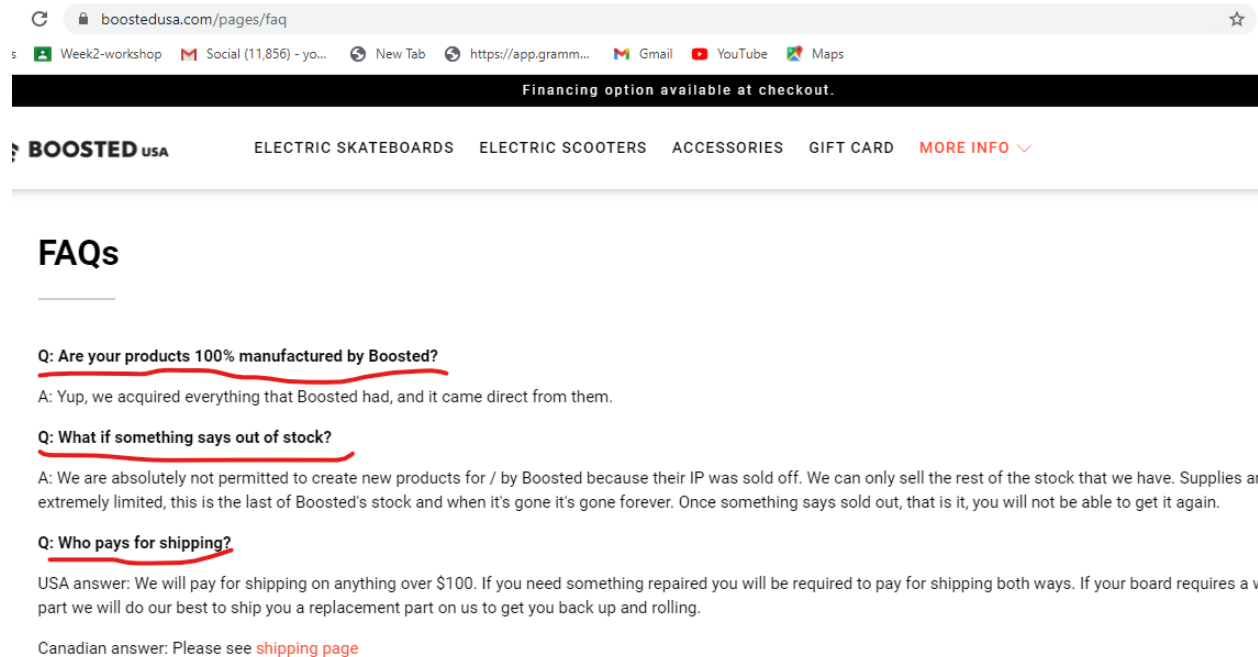 boostedusa.com/pages/faq
s Week2-workshop Social (11,856) - yo... New Tab https://app.gramm... Gmail YouTube Maps
Financing option available at checkout.
BOOSTED USA ELECTRIC SKATEBOARDS ELECTRIC SCOOTERS ACCESSORIES GIFT CARD MORE INFO
FAQs
Q: Are your products 100% manufactured by Boosted?
A: Yup, we acquired everything that Boosted had, and it came direct from them.
Q: What if something says out of stock?
A: We are absolutely not permitted to create new products for / by Boosted because their IP was sold off. We can only sell the rest of the stock that we have. Supplies a
extremely limited, this is the last of Boosted's stock and when it's gone it's gone forever. Once something says sold out, that is it, you will not be able to get it again.
Q: Who pays for shipping?
USA answer: We will pay for shipping on anything over $100. If you need something repaired you will be required to pay for shipping both ways. If your board requires a
part we will do our best to ship you a replacement part on us to get you back up and rolling.
Canadian answer: Please see shipping page